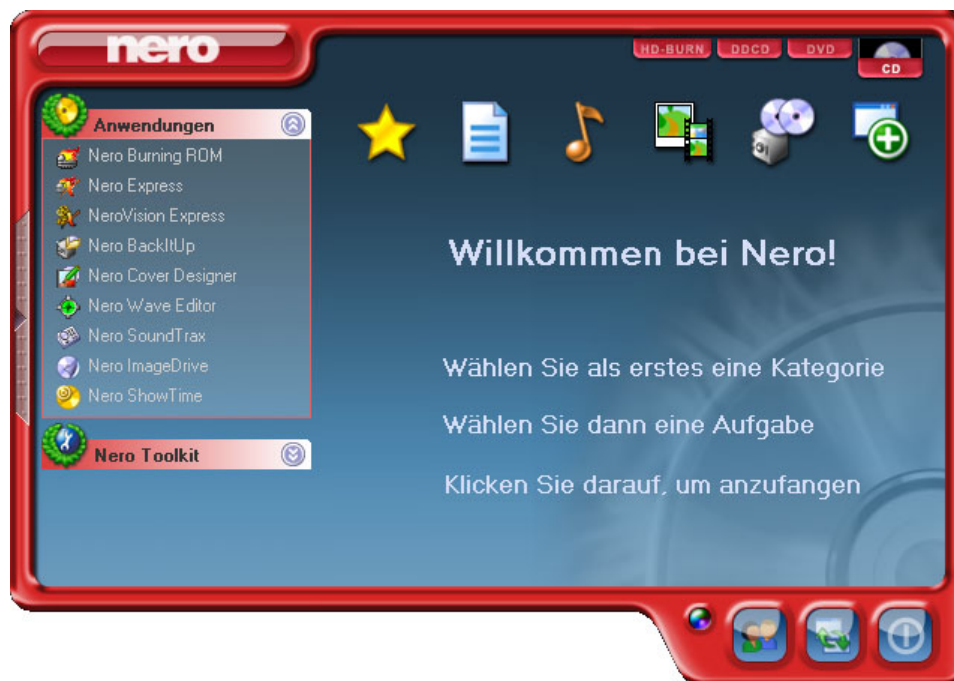 nero
HD-BURN DDCD DVD CD
Anwendungen
Nero Burning ROM
Nero Express
NeroVision Express
Nero BackItUp
Nero Cover Designer
Nero Wave Editor
Nero SoundTrax
Nero ImageDrive
Nero ShowTime
Nero Toolkit
Willkommen bei Nero!
Wählen Sie als erstes eine Kategorie
Wählen Sie dann eine Aufgabe
Klicken Sie darauf, um anzufangen